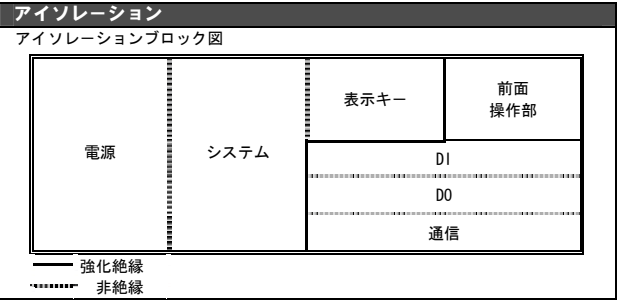 アイソレーション
アイソレーションブロック図
電源
システム
表示キー
前面
操作部
DI
DO
通信
強化絶縁
非絶縁